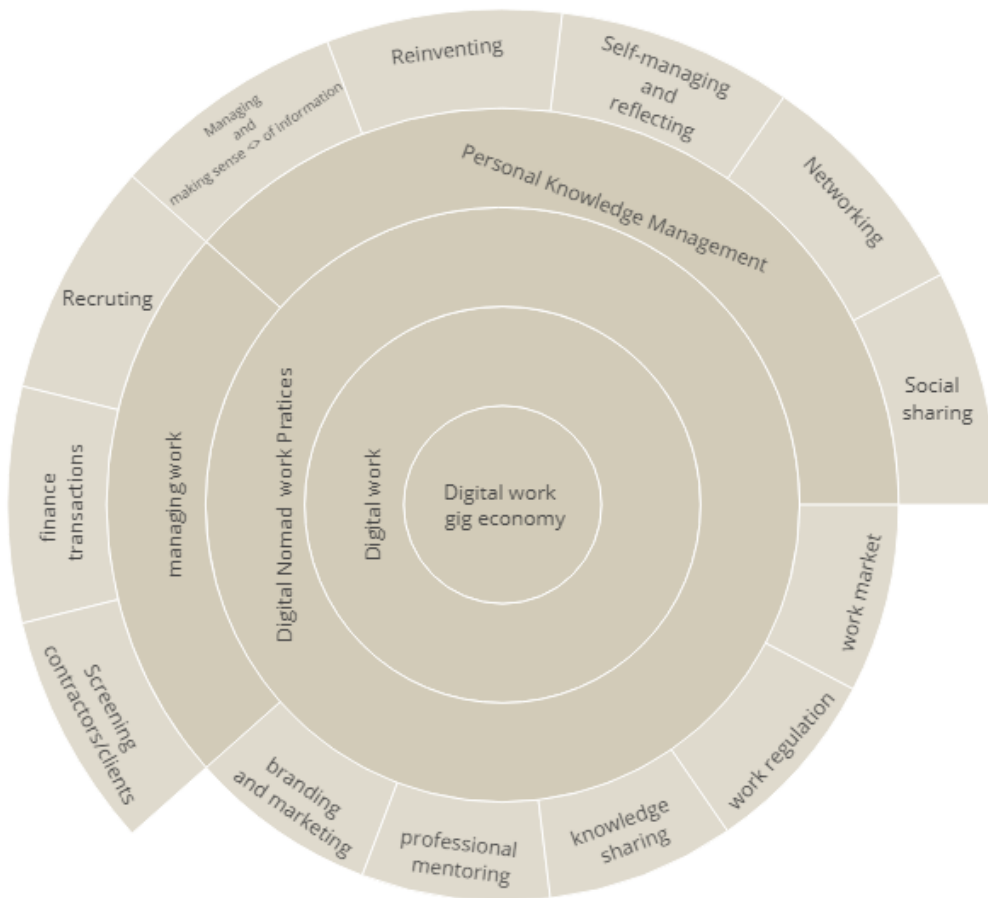 Reinventing
Self-managing
and
reflecting
Managing
and
making sense <> of information
Networking
Personal Knowledge Management
Recruting
Social
sharing
finance
transactions
managing work
Digital Nomad work Pratices
Digital work
Digital work
gig economy
work market
Screening
contractors/clients
work regulation
branding
and marketing
professional
mentoring
knowledge
sharing